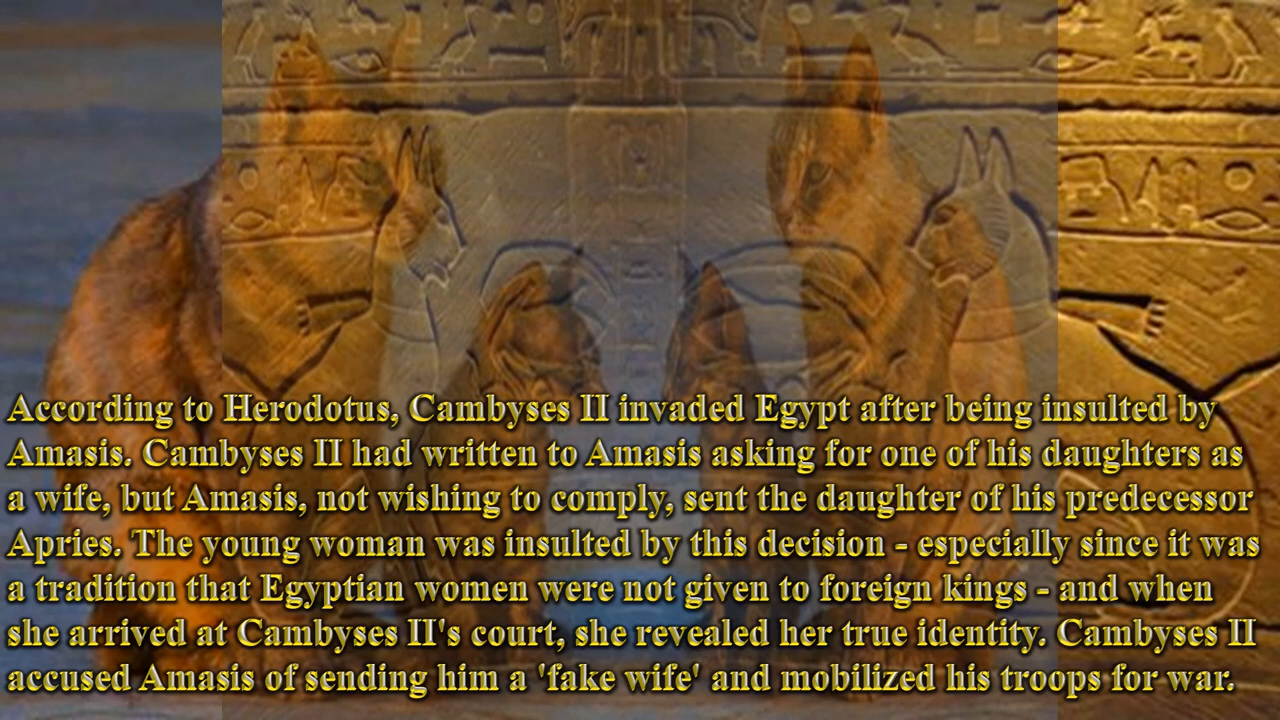 According to Herodotus, Cambyses II invaded Egypt after being insulted by
Amasis. Cambyses II had written to Amasis asking for one of his daughters as
a wife, but Amasis, not wishing to comply, sent the daughter of his predecessor
Apries. The young woman was insulted by this decision - especially since it was
a tradition that Egyptian women were not given to foreign kings - and when
she arrived at Cambyses II's court, she revealed her true identity. Cambyses II
accused Amasis of sending him a 'fake wife' and mobilized his troops for war.